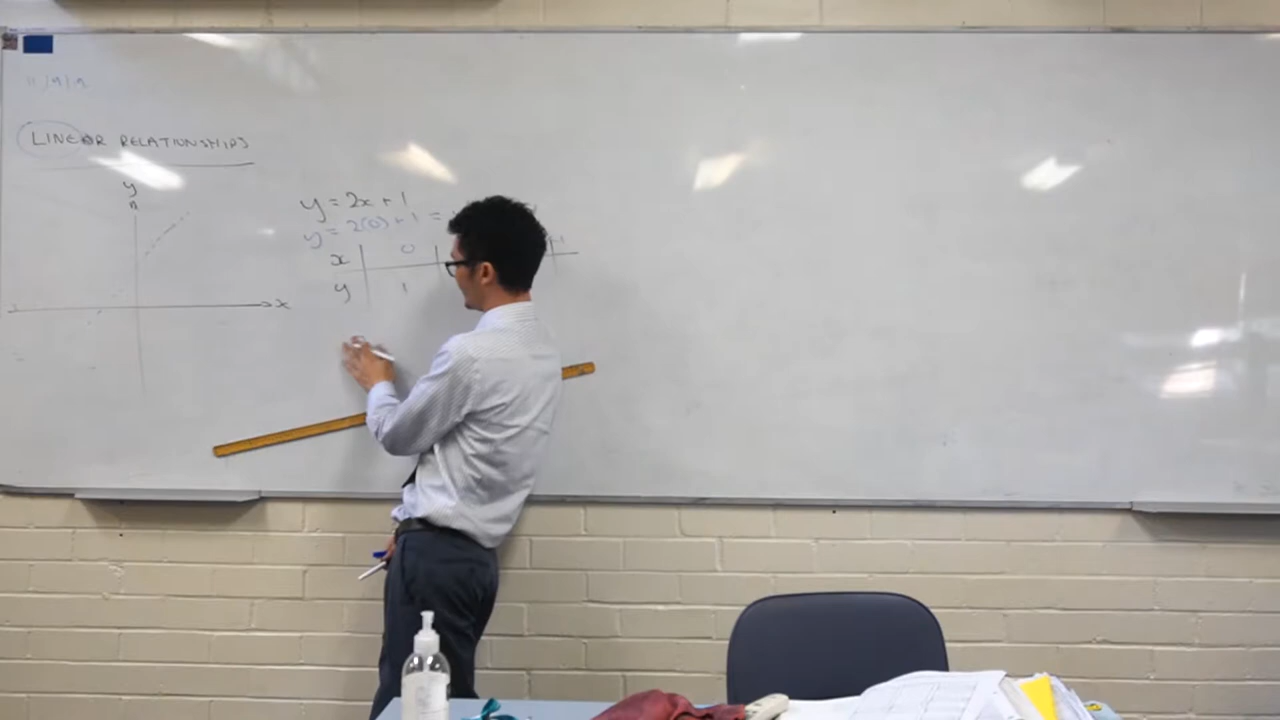 LINEAR RELATIONSHIPS
y
x
y = 2x + 1
y = 2(0) + 1 =
x 0
y 1